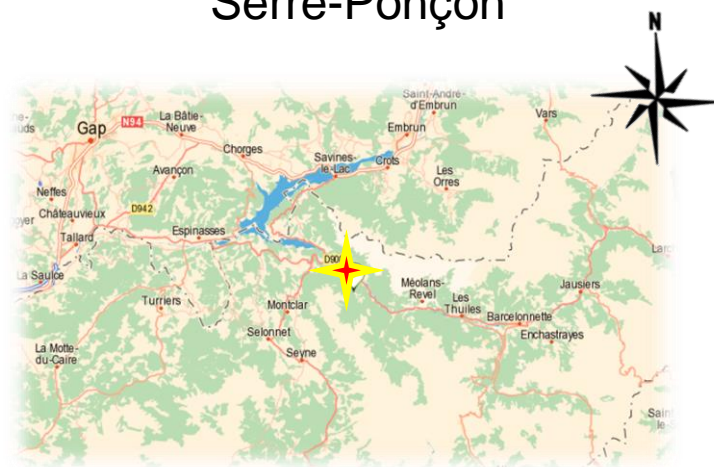 Serre-Ponçon
N
Saint-André-
d'Embrun
Vars
La Bâtie-
Neuve
N94
Gap
Embrun
Chorges
Savines-
le-Lac
Crots
Avançon
Les
Orres
Neffes
D942
Châteauvieux
Tallard
Espinasses
La Saulce
Méolans-
Revel
Jausiers
Turriers
Montclar
Les
Thuiles
Barcelonnette
Selonnet
Enchastrayes
La Motte-
du-Caire
Seyne